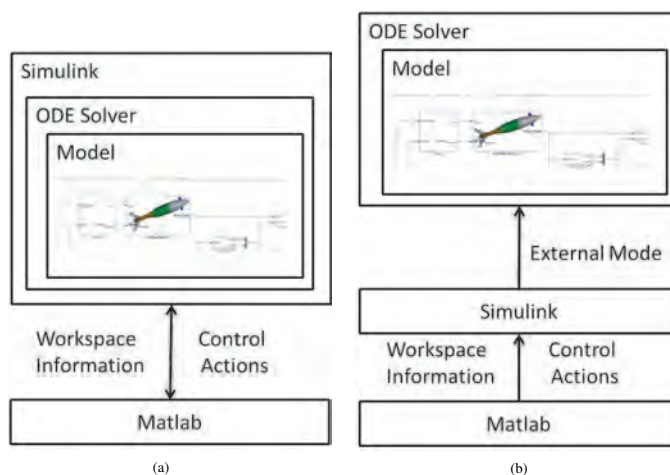 Simulink
ODE Solver
Model
Workspace
Information
Control
Actions
Matlab
(a)
ODE Solver
Model
External Mode
Simulink
Workspace
Information
Control
Actions
Matlab
(b)